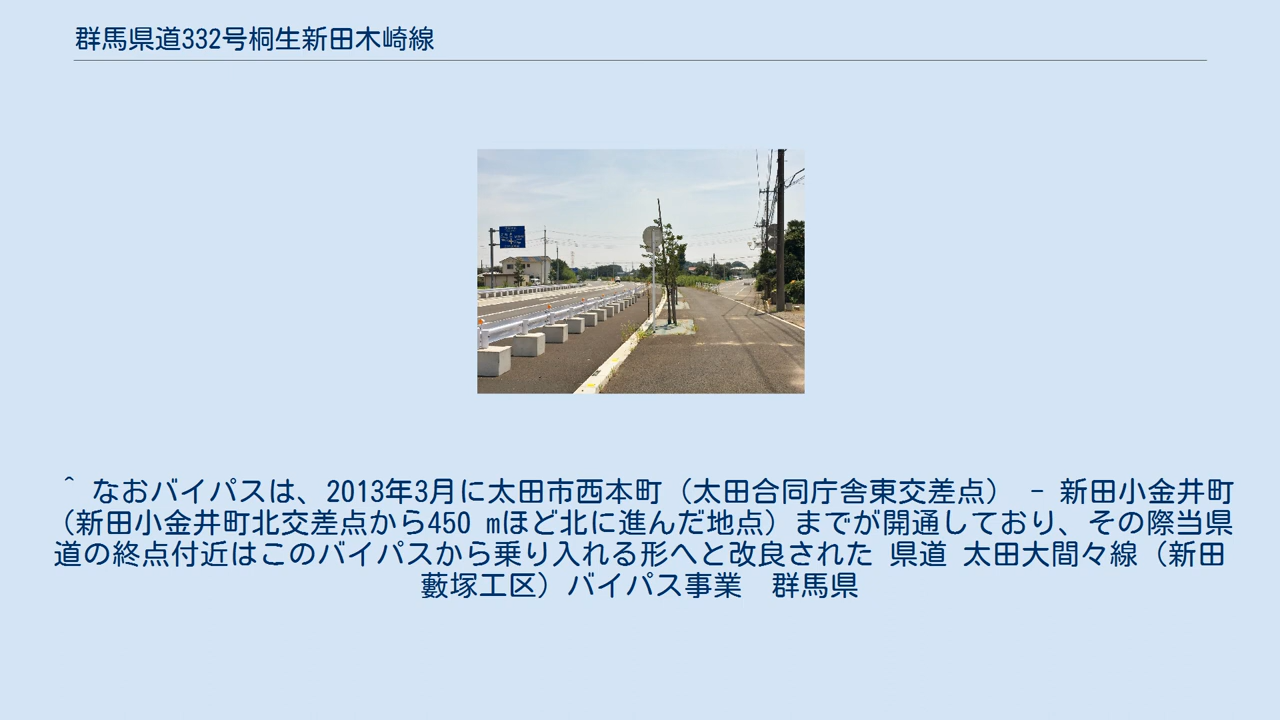 群馬県道332号桐生新田木崎線
^ なおバイパスは、2013年3月に太田市西本町（太田合同庁舎東交差点） - 新田小金井町
（新田小金井町北交差点から450 mほど北に進んだ地点）までが開通しており、その際当県
道の終点付近はこのバイパスから乗り入れる形へと改良された 県道 太田大間々線（新田
藪塚工区）バイパス事業　群馬県